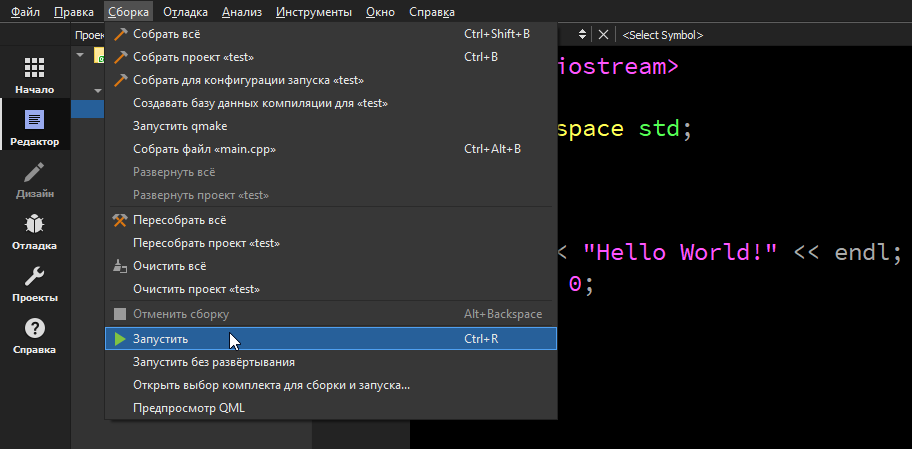 Файл Правка Сборка Отладка Анализ Инструменты Окно Справка
<Select Symbol>
Начало
Редактор
Дизайн
Отладка
Проекты
Справка
Собрать всё Ctrl+Shift+B
Собрать проект «test» Ctrl+B
Собрать для конфигурации запуска «test»
Создавать базу данных компиляции для «test»
Запустить qmake
Собрать файл «main.cpp» Ctrl+Alt+B
Развернуть всё
Развернуть проект «test»
Пересобрать всё
Пересобрать проект «test»
Очистить всё
Очистить проект «test»
Отменить сборку Alt+Backspace
Запустить Ctrl+R
Запустить без развёртывания
Открыть выбор комплекта для сборки и запуска...
Предпросмотр QML
iostream>
space std;
< "Hello World!" << endl;
0;